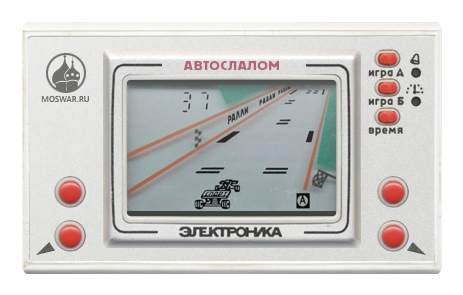 АВТОСЛАЛОМ
игра А
игра Б
время
MOSWAR.RU
37
РАЛЛИ РАЛЛИ РАЛЛИ
А
ЭЛЕКТРОНИКА